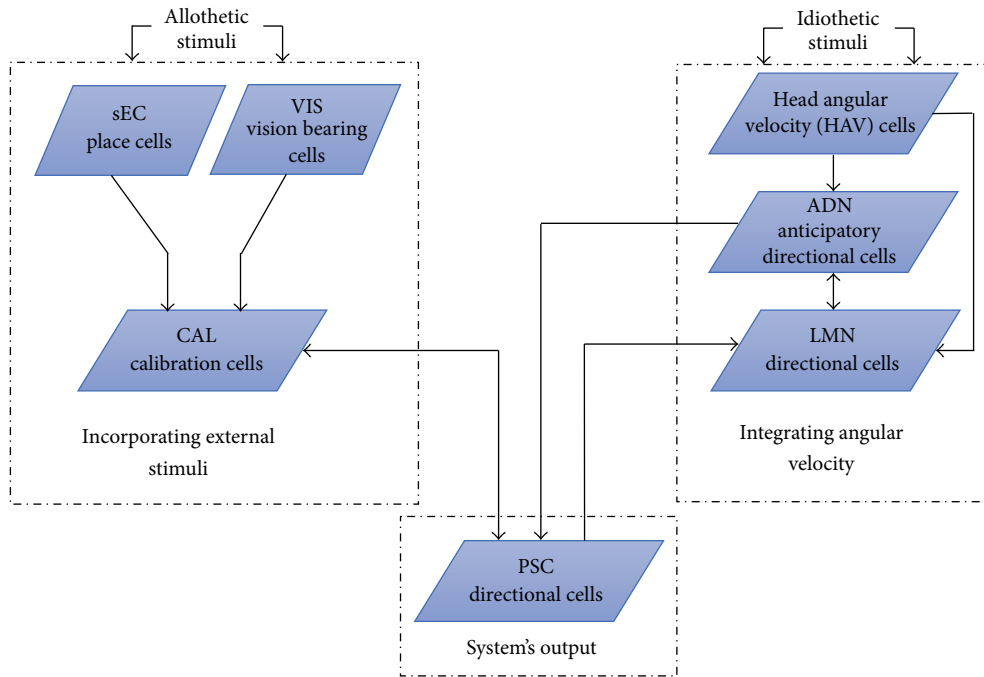 Allothetic
stimuli
sEC
place cells
VIS
vision bearing
cells
CAL
calibration cells
Incorporating external
stimuli
Idiothetic
stimuli
Head angular
velocity (HAV) cells
ADN
anticipatory
directional cells
LMN
directional cells
Integrating angular
velocity
PSC
directional cells
System's output